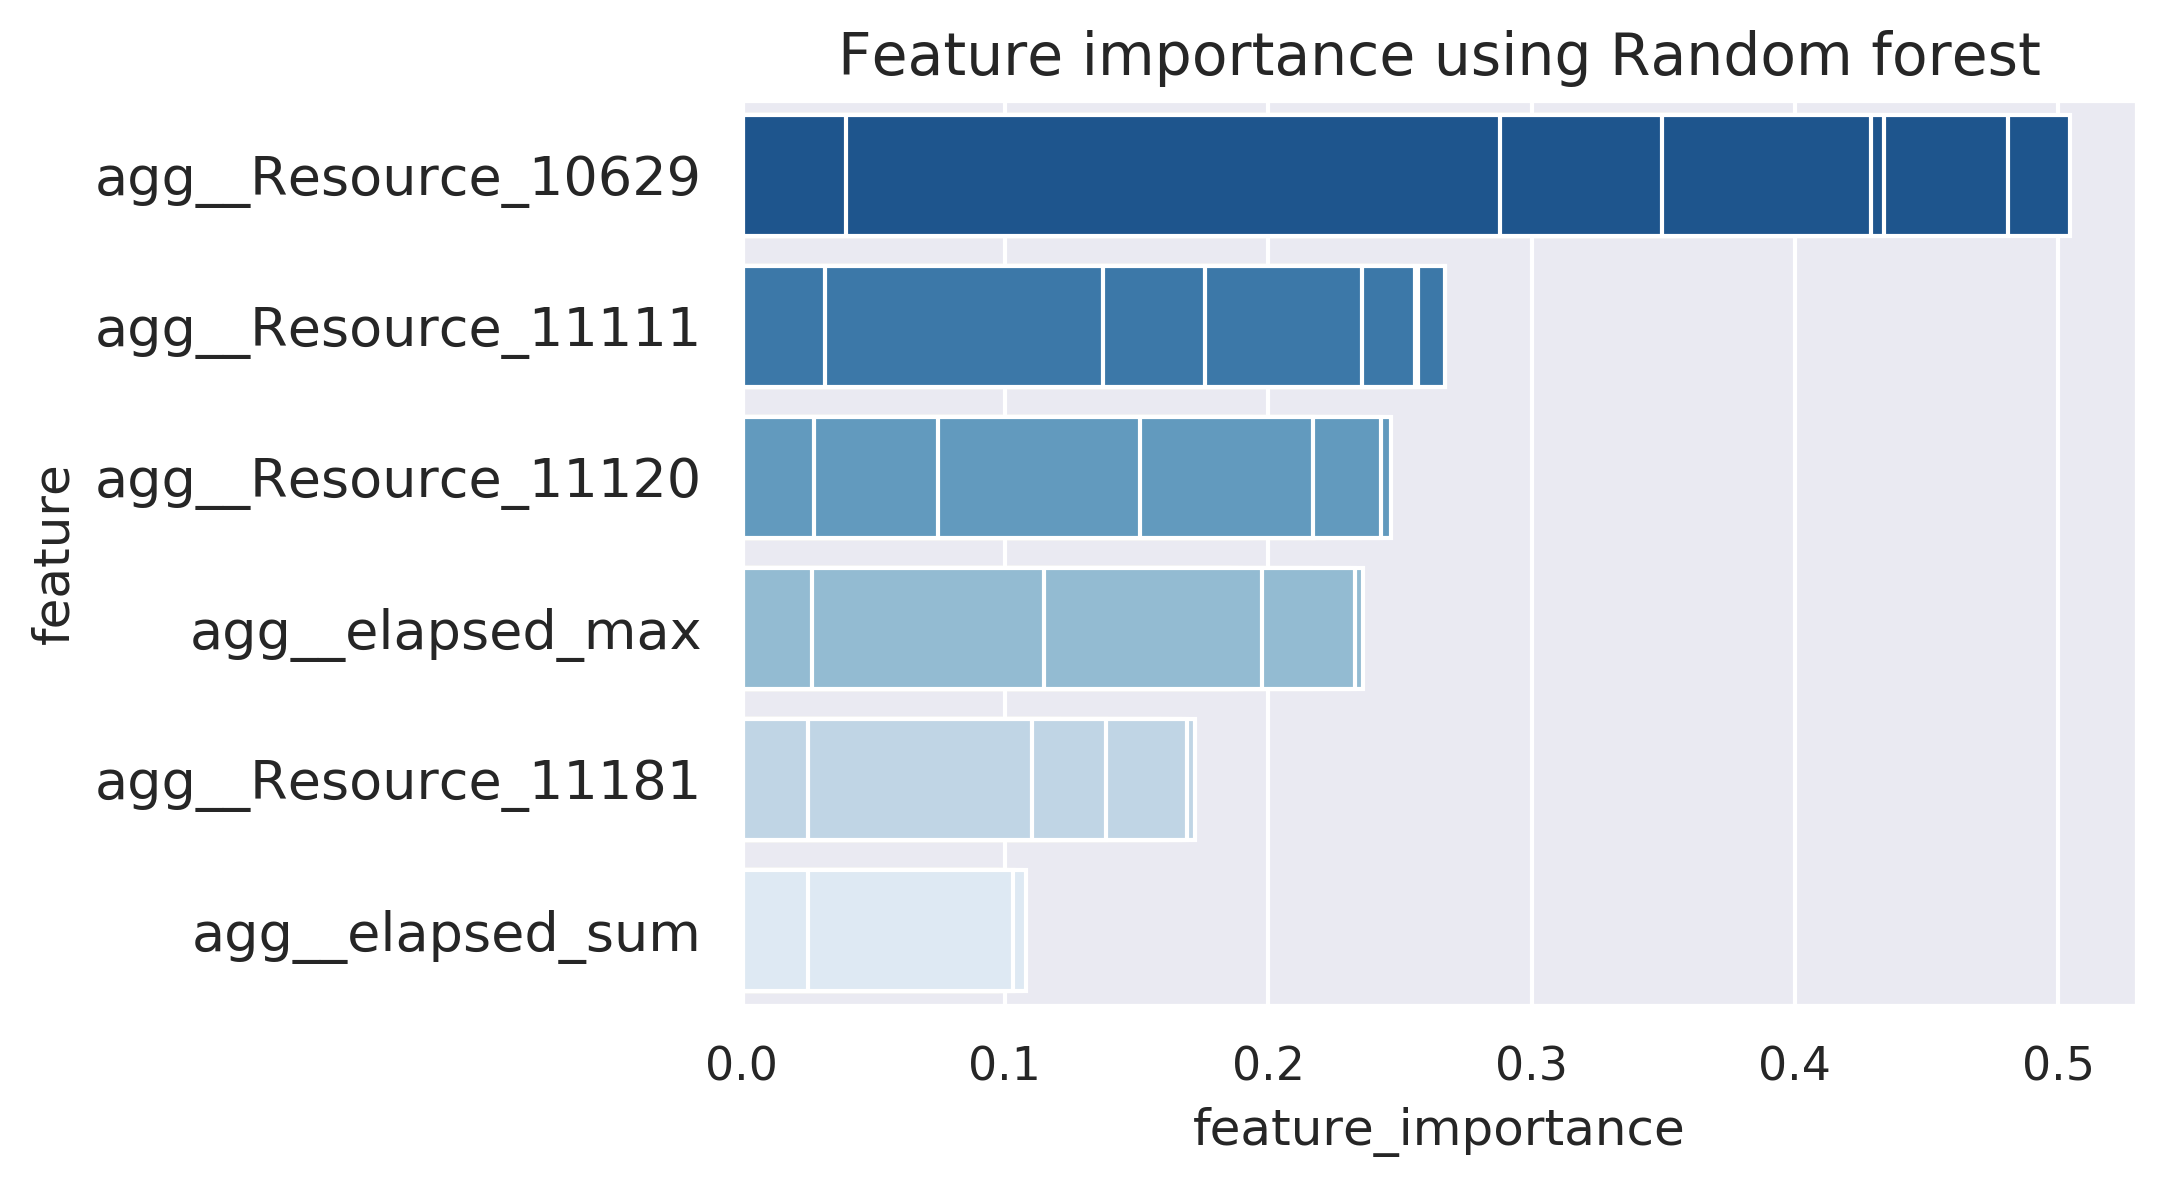 Feature importance using Random forest
feature
agg__Resource_10629
agg__Resource_11111
agg__Resource_11120
agg__elapsed_max
agg__Resource_11181
agg__elapsed_sum
0.0 0.1 0.2 0.3 0.4 0.5
feature_importance